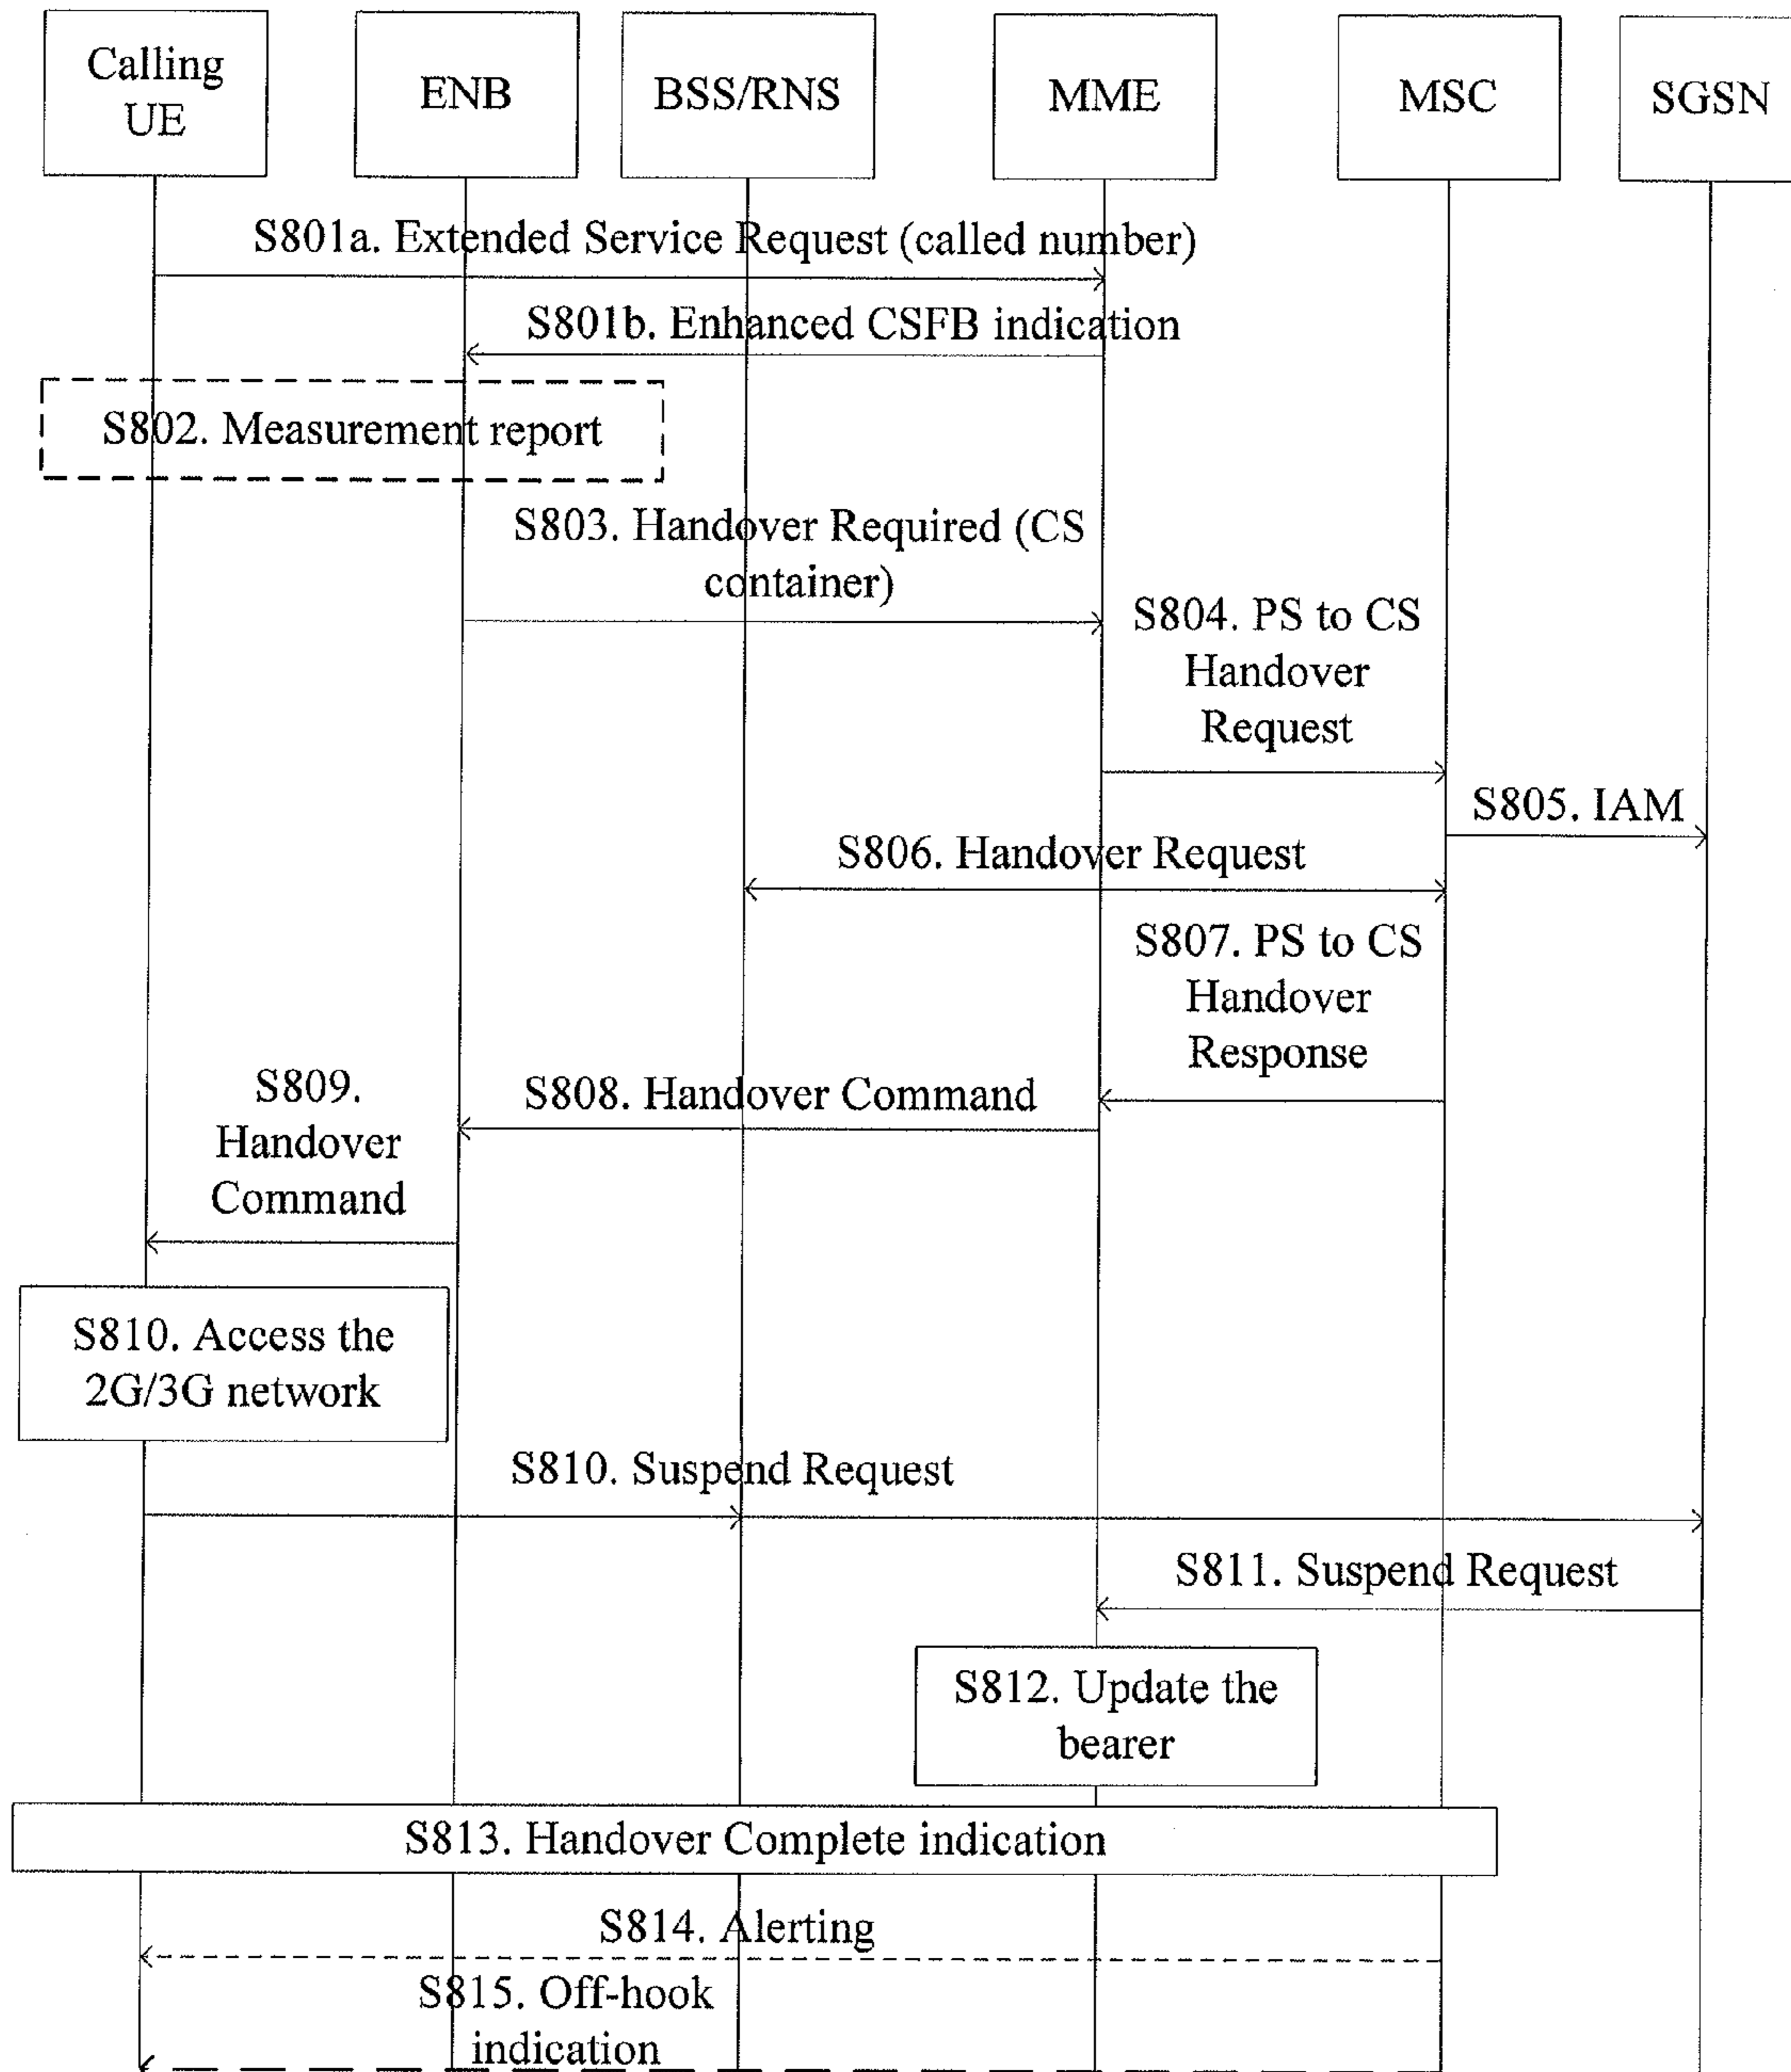 Calling
UE
ENB
BSS/RNS
MME
MSC
SGSN
S801a. Extended Service Request (called number)
S801b. Enhanced CSFB indication
S802. Measurement report
S803. Handover Required (CS
container)
S804. PS to CS
Handover
Request
S805. IAM
S806. Handover Request
S807. PS to CS
Handover
Response
S808. Handover Command
S809.
Handover
Command
S810. Access the
2G/3G network
S810. Suspend Request
S811. Suspend Request
S812. Update the
bearer
S813. Handover Complete indication
S814. Alerting
S815. Off-hook
indication